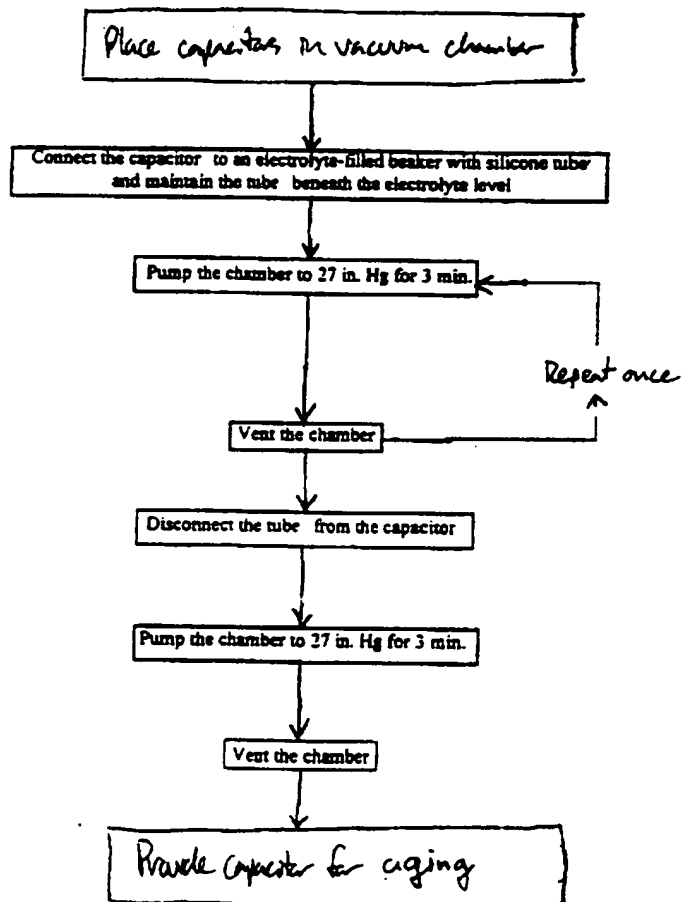 Place capacitors in vacuum chamber
Connect the capacitor to an electrolyte-filled beaker with silicone tube
and maintain the tube beneath the electrolyte level
Pump the chamber to 27 in. Hg for 3 min.
Repeat once
Vent the chamber
Disconnect the tube from the capacitor
Pump the chamber to 27 in. Hg for 3 min.
Vent the chamber
Provide capacitor for aging